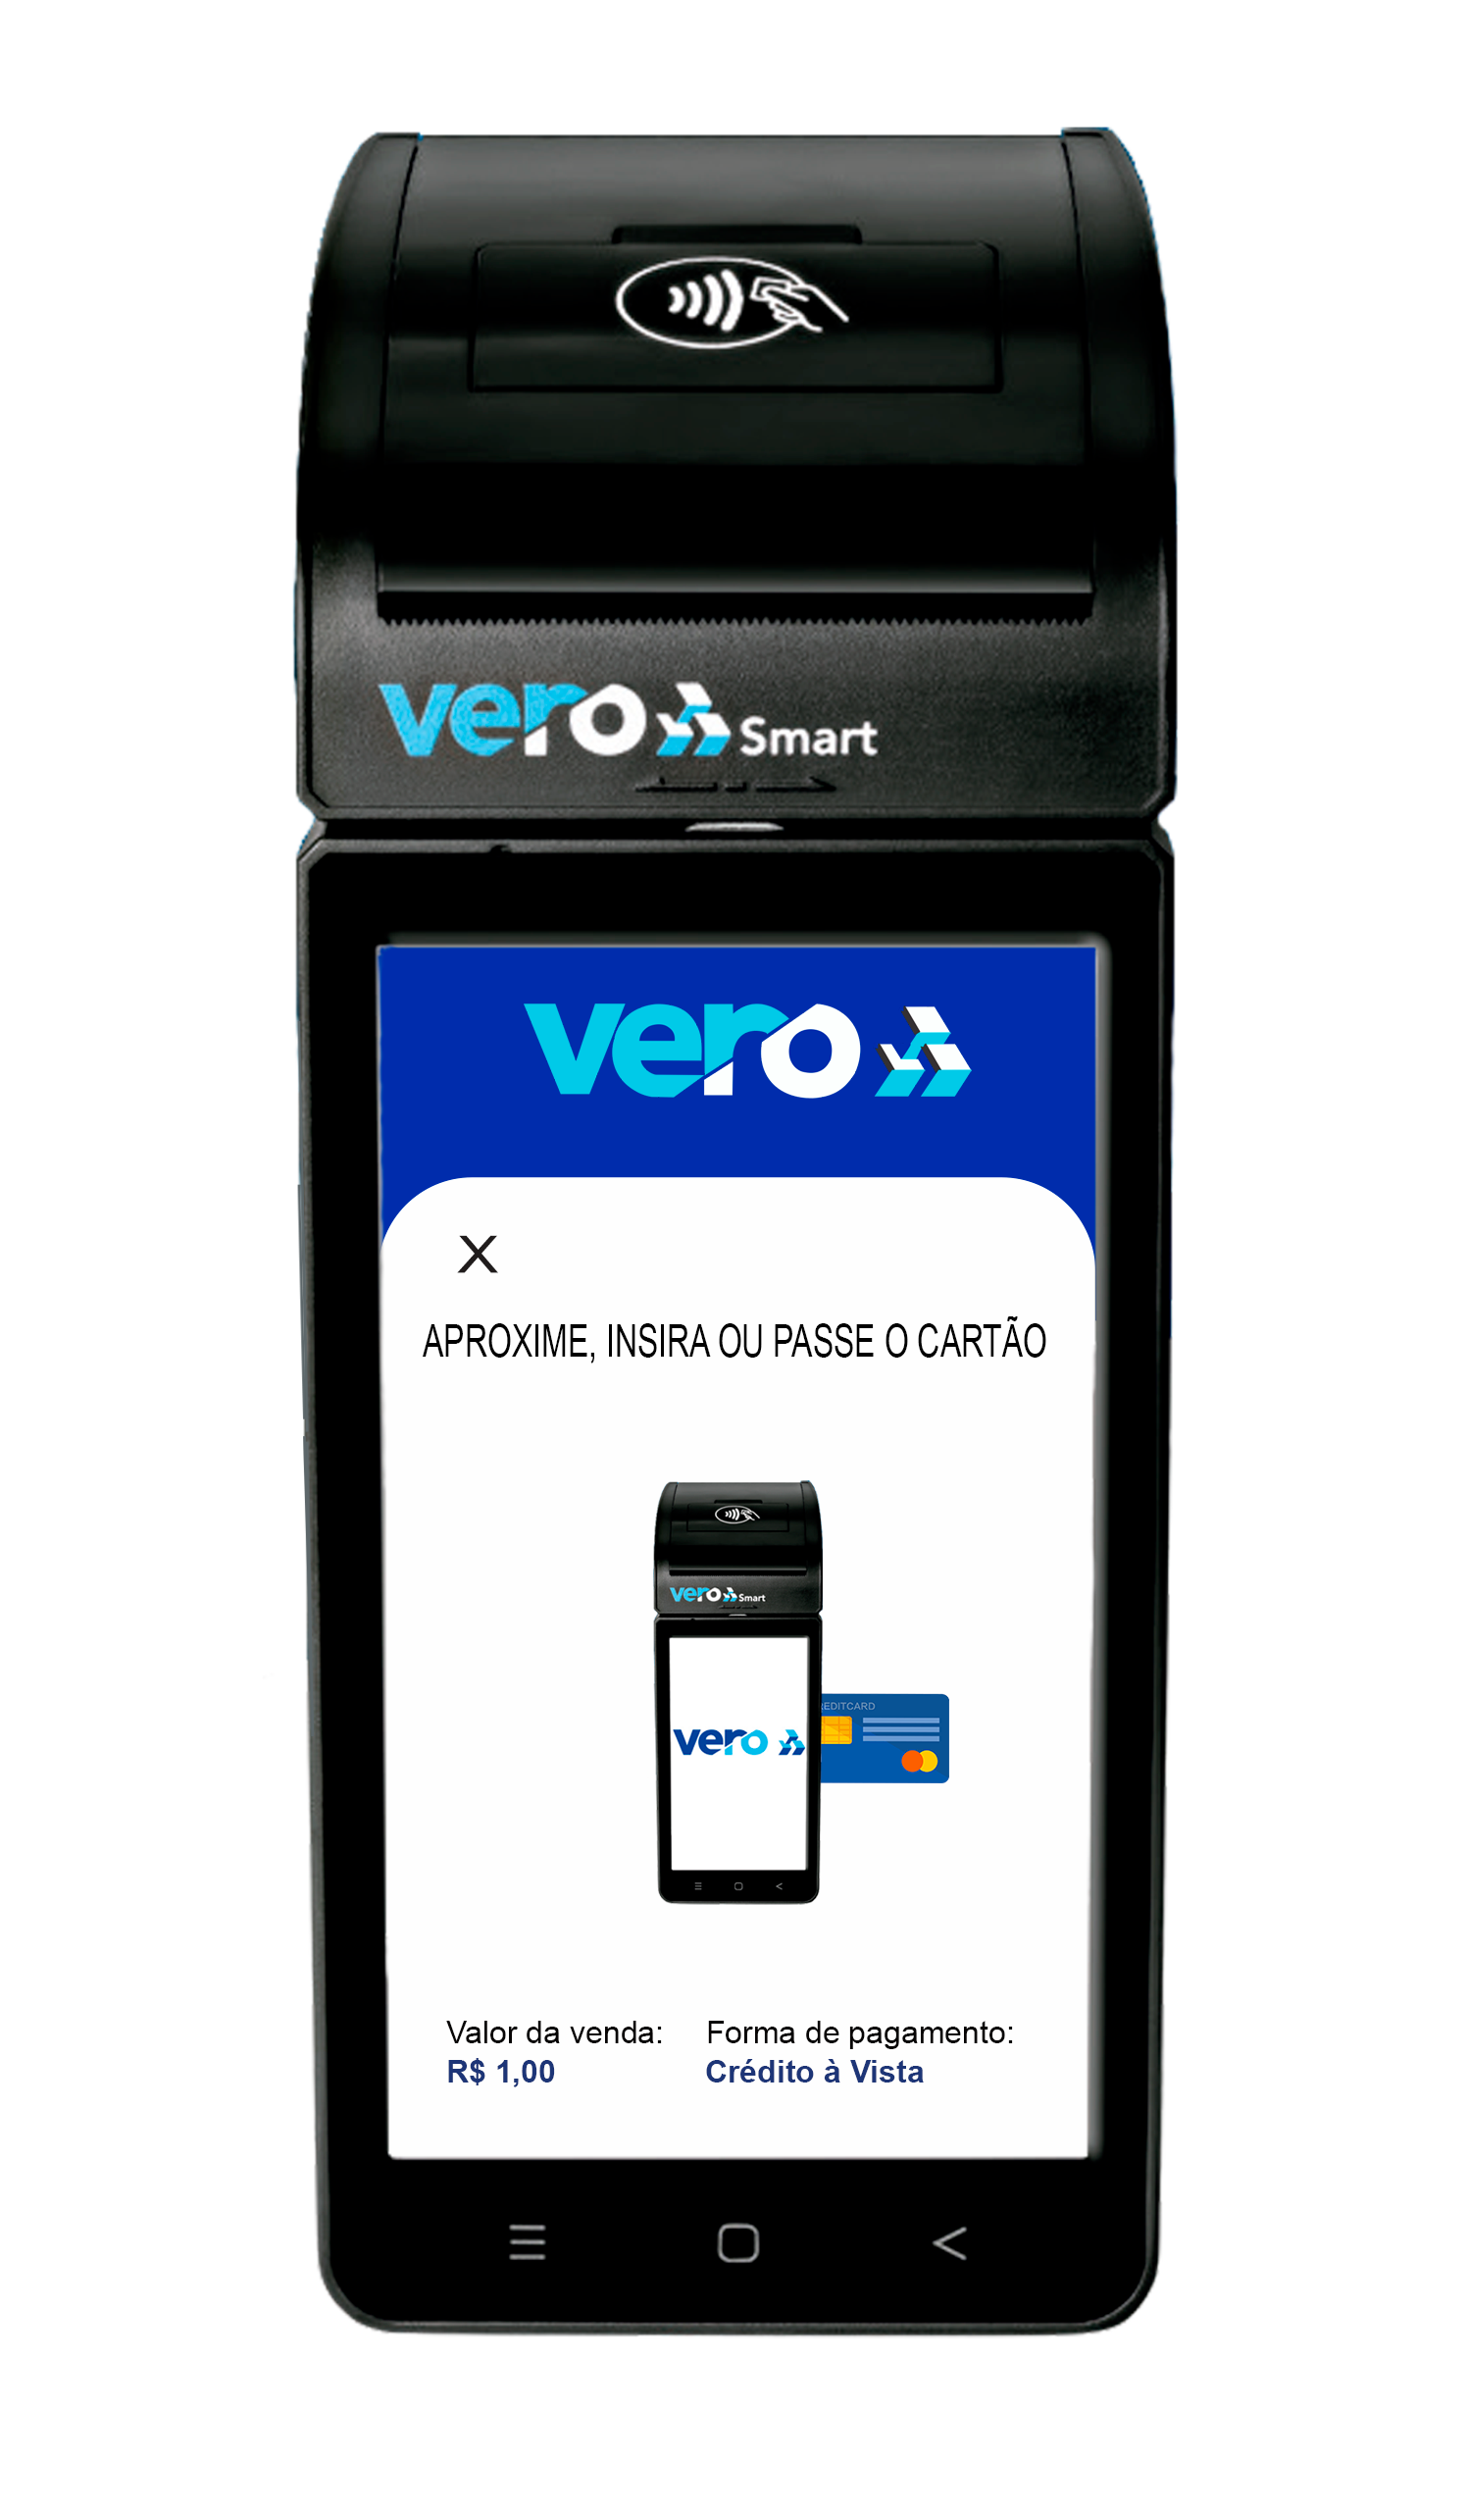 vero Smart
vero
X
APROXIME, INSIRA OU PASSE O CARTÃO
vero Smart
REDITCARD
vero
Valor da venda: Forma de pagamento:
R$ 1,00 Crédito à Vista